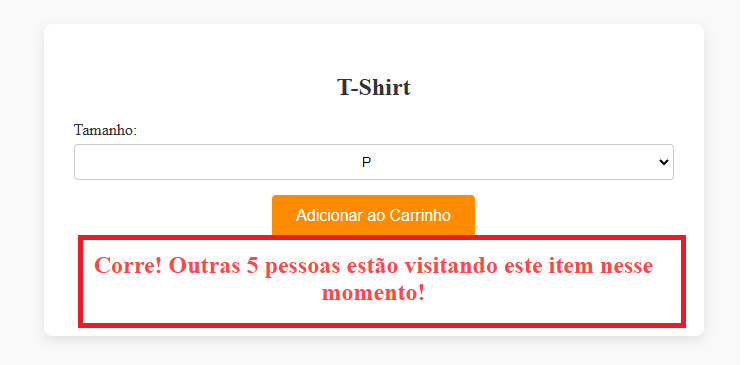 T-Shirt
Tamanho:
P
Adicionar ao Carrinho
Corre! Outras 5 pessoas estão visitando este item nesse
momento!